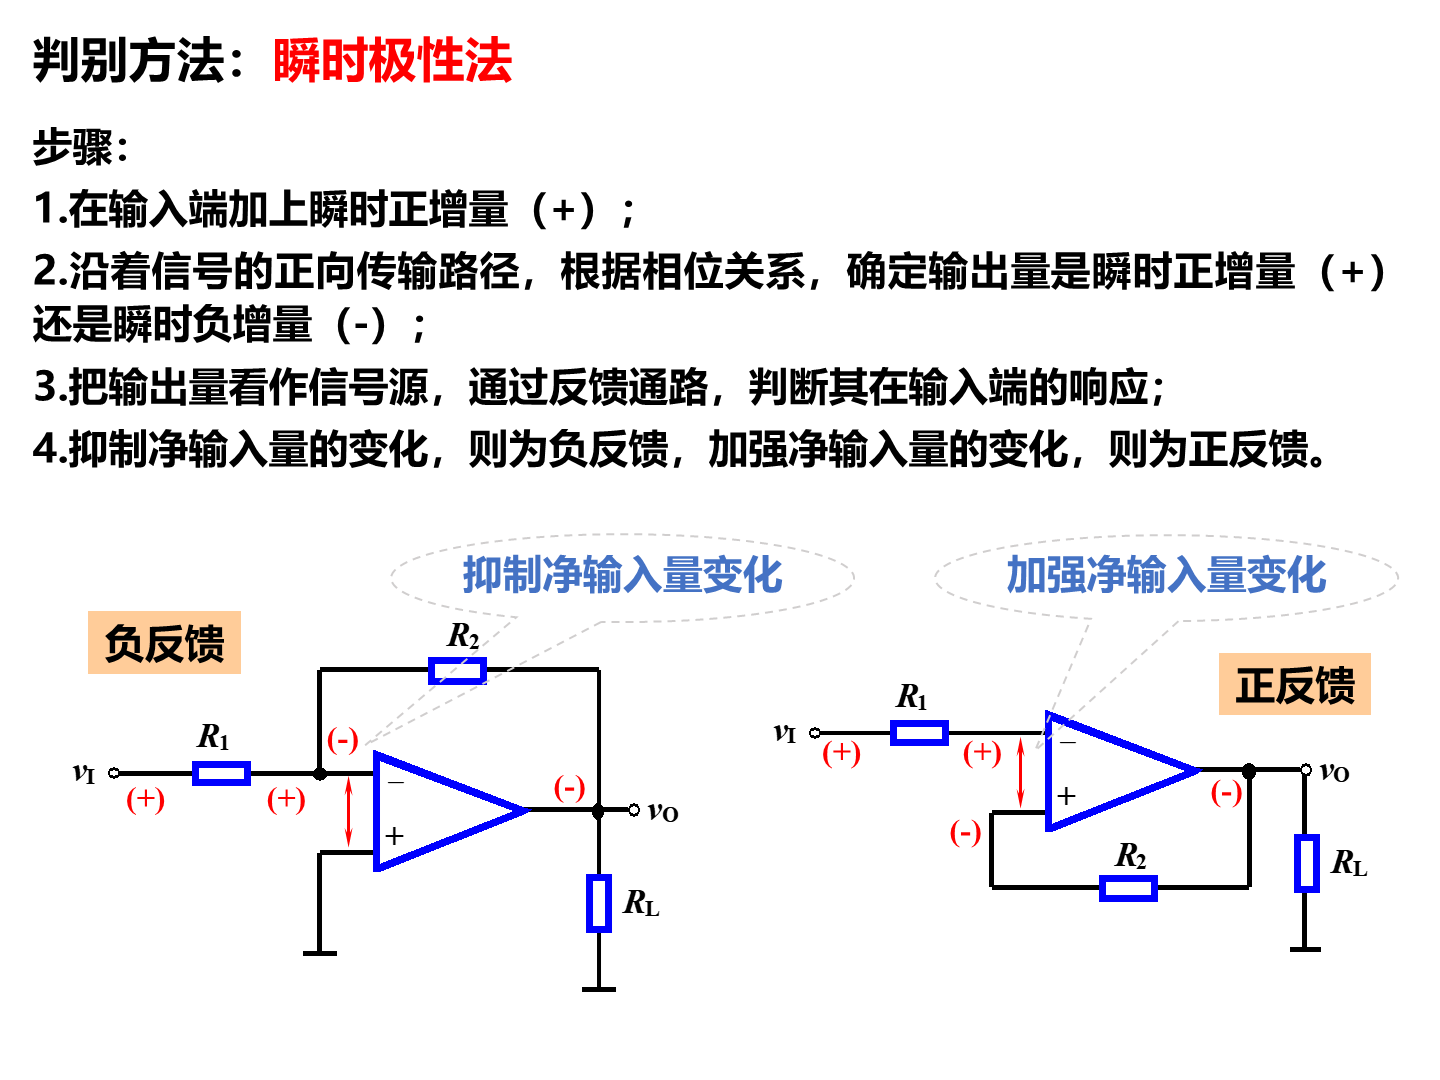 判别方法：瞬时极性法
步骤：
1.在输入端加上瞬时正增量（+）；
2.沿着信号的正向传输路径，根据相位关系，确定输出量是瞬时正增量（+）
还是瞬时负增量（-）；
3.把输出量看作信号源，通过反馈通路，判断其在输入端的响应；
4.抑制净输入量的变化，则为负反馈，加强净输入量的变化，则为正反馈。
抑制净输入量变化
加强净输入量变化
负反馈
R2
正反馈
R1
(-)
vI
(+)
(+)
−
+
(-)
vO
RL
R1
vI
(+)
(+)
−
+
(-)
(-)
vO
R2
RL